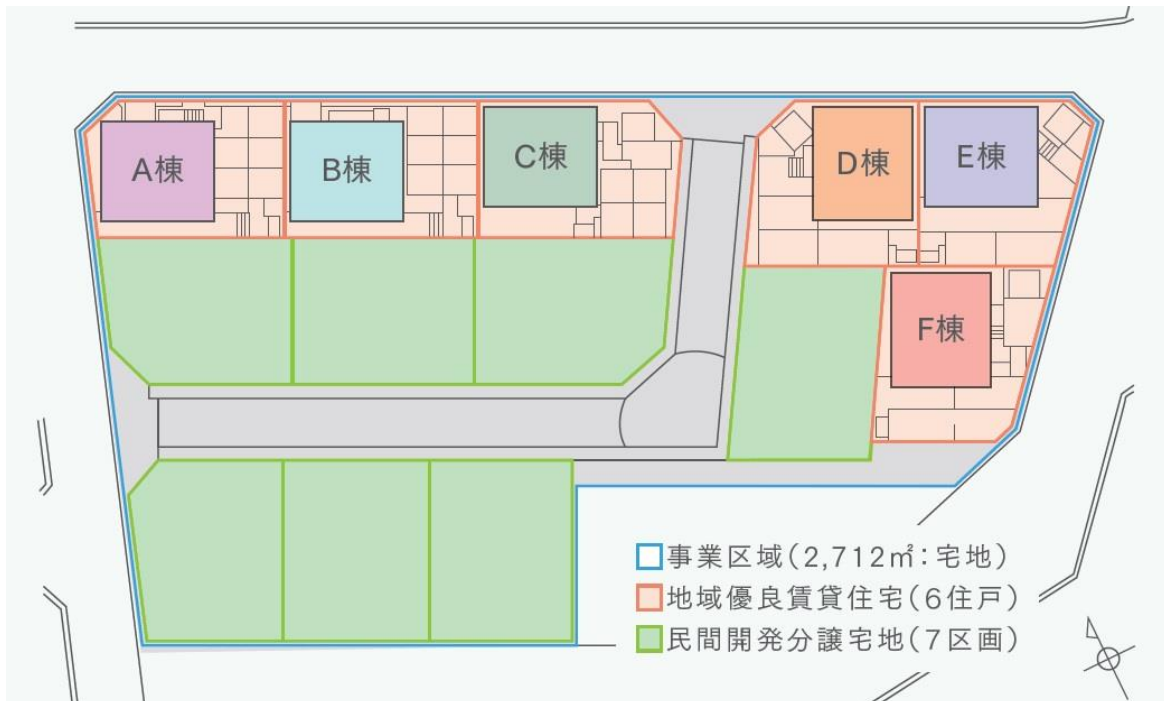 A棟
B棟
C棟
D棟
E棟
F棟
事業区域(2,712㎡:宅地)
地域優良賃貸住宅(6住戸)
民間開発分譲宅地(7区画)